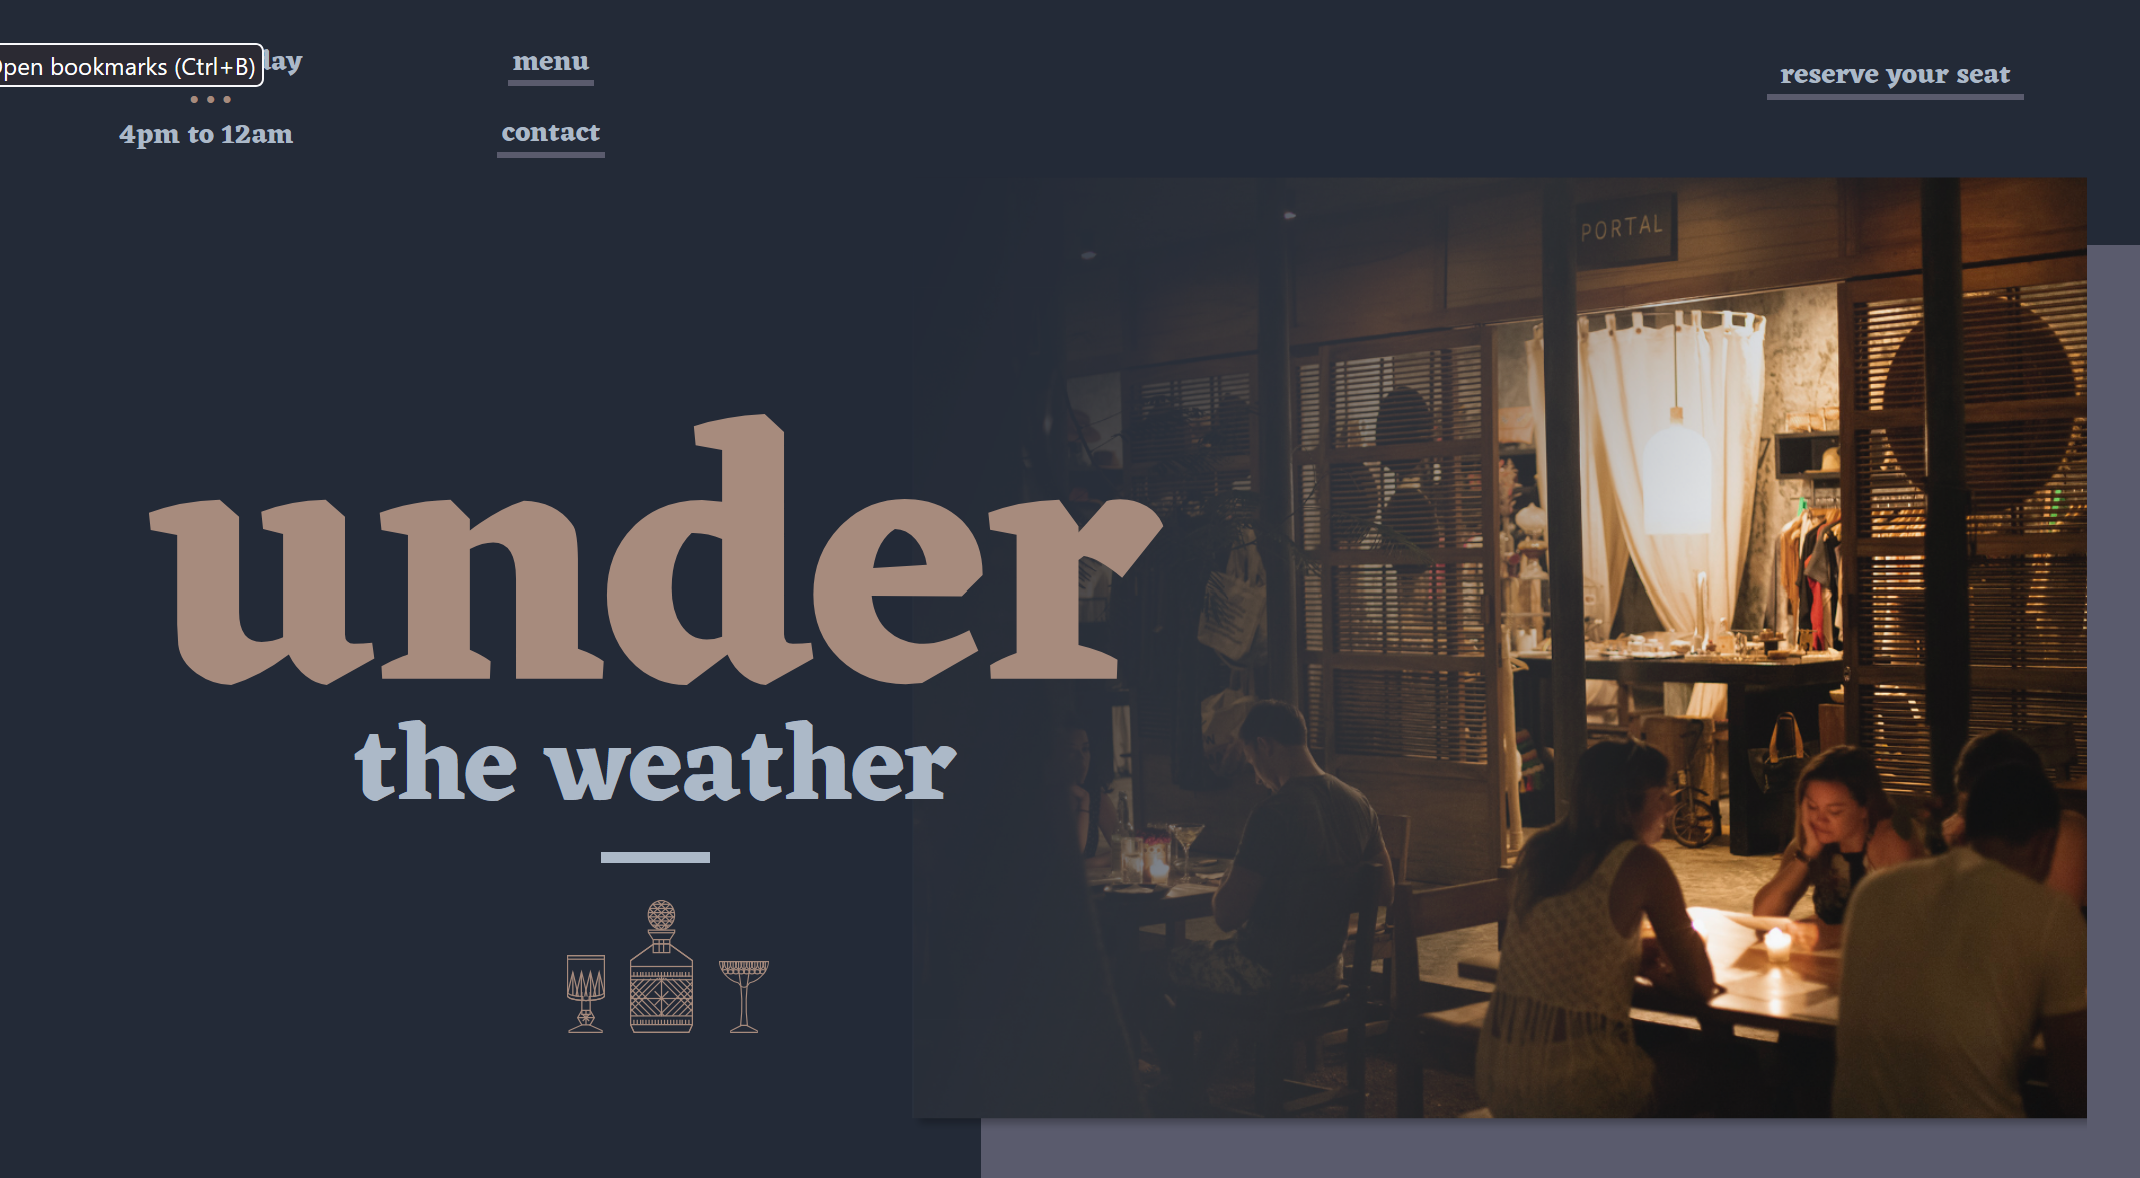 Open bookmarks (Ctrl+B)
•••
4pm to 12am
menu
contact
reserve your seat
PORTAL
under
the weather